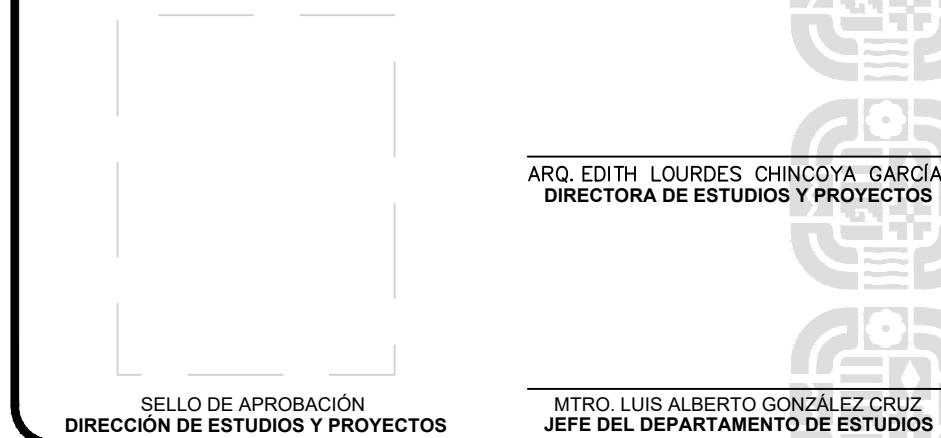 ARQ. EDITH LOURDES CHINCOYA GARCÍA
DIRECTORA DE ESTUDIOS Y PROYECTOS
SELLO DE APROBACIÓN
DIRECCIÓN DE ESTUDIOS Y PROYECTOS
MTRO. LUIS ALBERTO GONZÁLEZ CRUZ
JEFE DEL DEPARTAMENTO DE ESTUDIOS